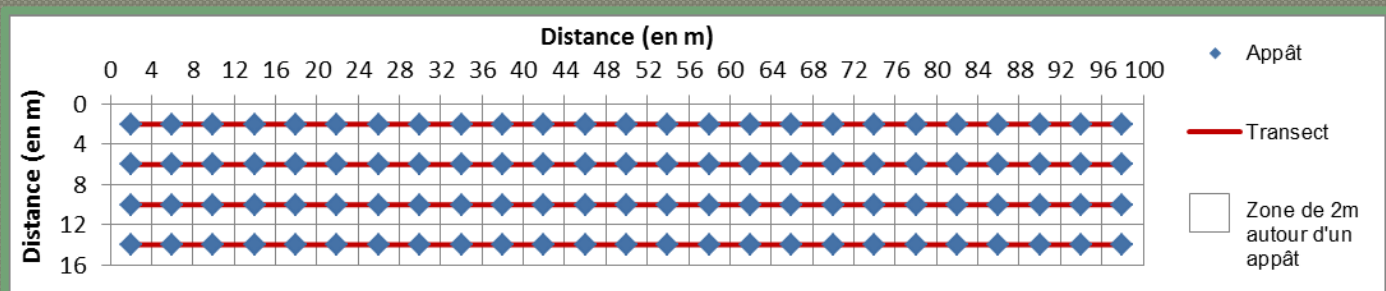 Distance (en m)
0 4 8 12 16 20 24 28 32 36 40 44 48 52 56 60 64 68 72 76 80 84 88 92 96 100
Distance (en m)
0
4
8
12
16
Appât
Transect
Zone de 2m
autour d'un
appât